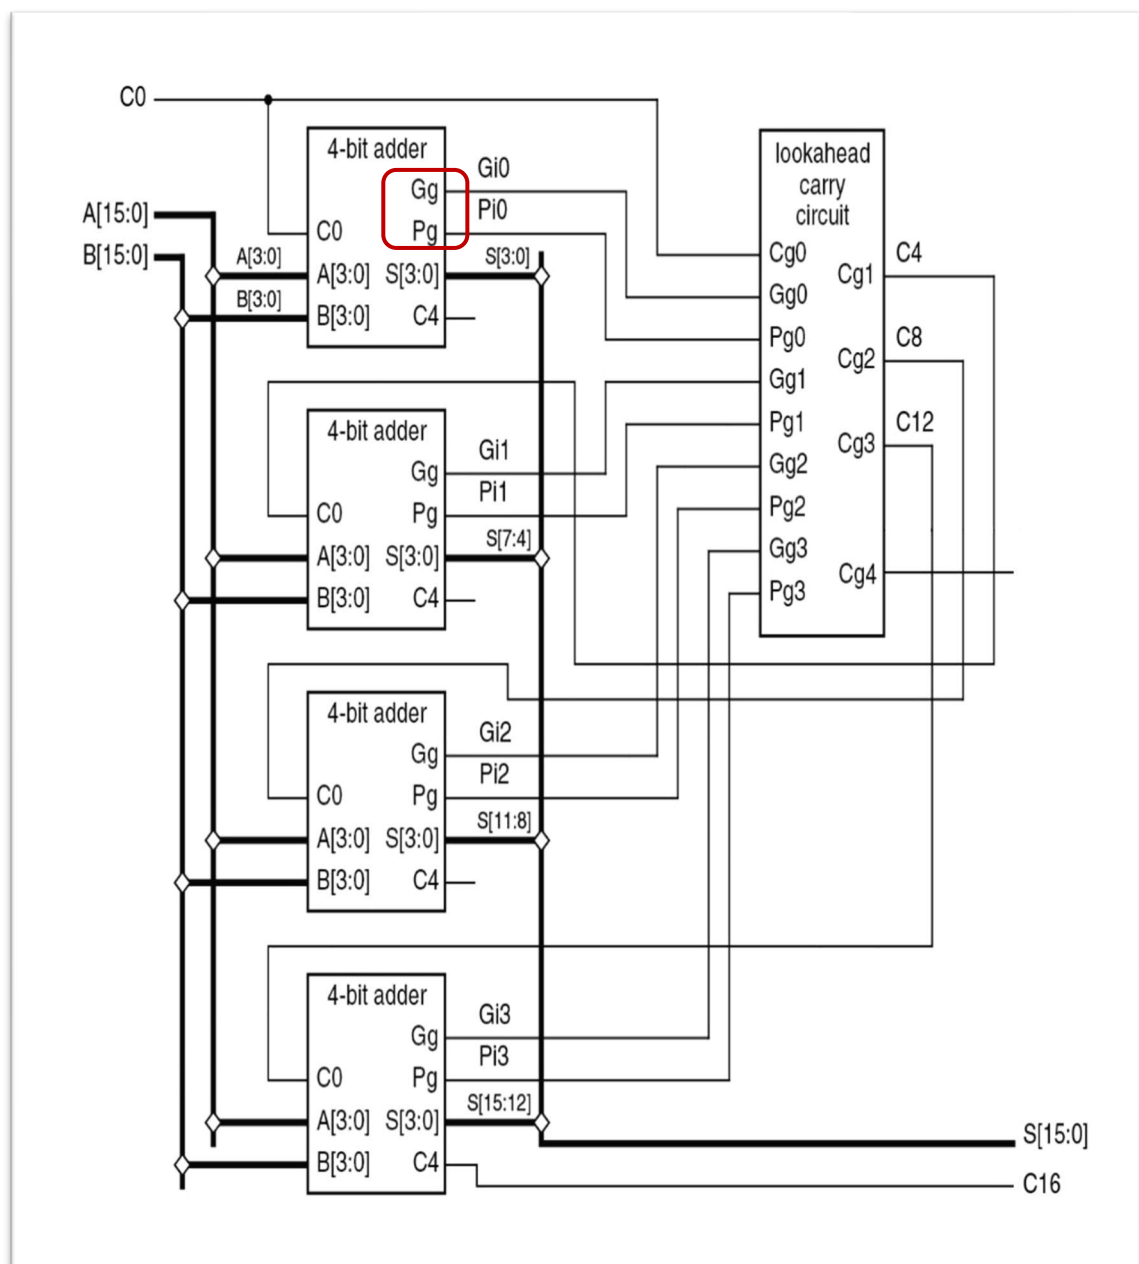 C0
4-bit adder
Gg
Pg
C0
A[3:0]
S[3:0]
B[3:0]
C4
Gi0
Pi0
S[3:0]
A[15:0]
B[15:0]
A[3:0]
B[3:0]
lookahead
carry
circuit
Cg0
Gg0
Pg0
Gg1
Pg1
Gg2
Pg2
Gg3
Pg3
Cg1
Cg2
Cg3
Cg4
C4
C8
C12
4-bit adder
Gg
C0
Pg
A[3:0]
S[3:0]
B[3:0]
C4
Gi1
Pi1
S[7:4]
4-bit adder
Gg
C0
Pg
A[3:0]
S[3:0]
B[3:0]
C4
Gi2
Pi2
S[11:8]
4-bit adder
Gg
C0
Pg
A[3:0]
S[3:0]
B[3:0]
C4
Gi3
Pi3
S[15:12]
S[15:0]
C16